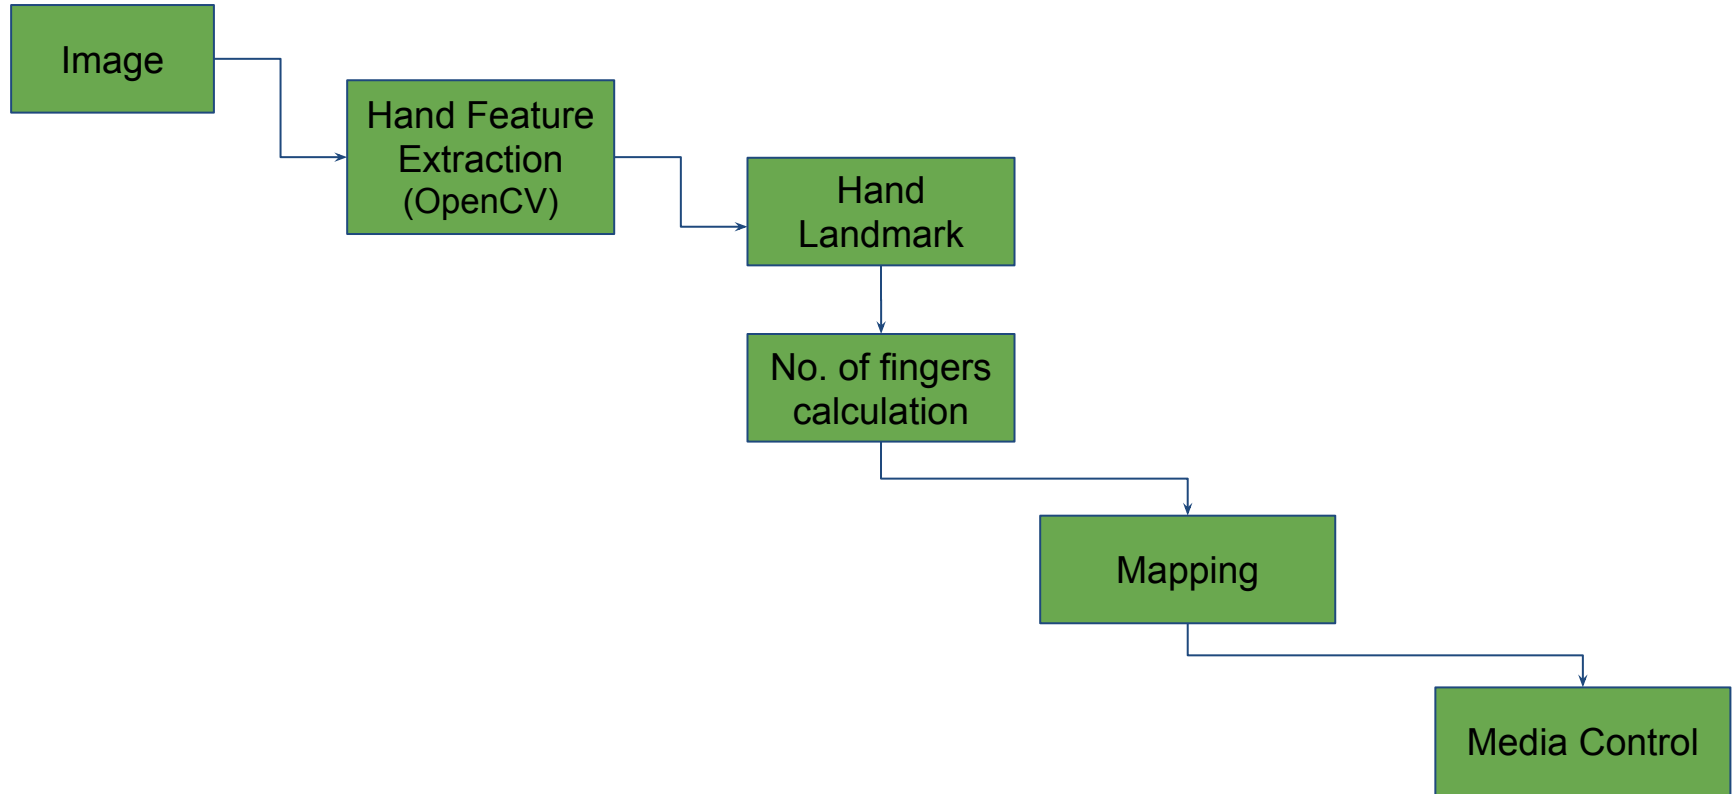 Image
Hand Feature
Extraction
(OpenCV)
Hand
Landmark
No. of fingers
calculation
Mapping
Media Control